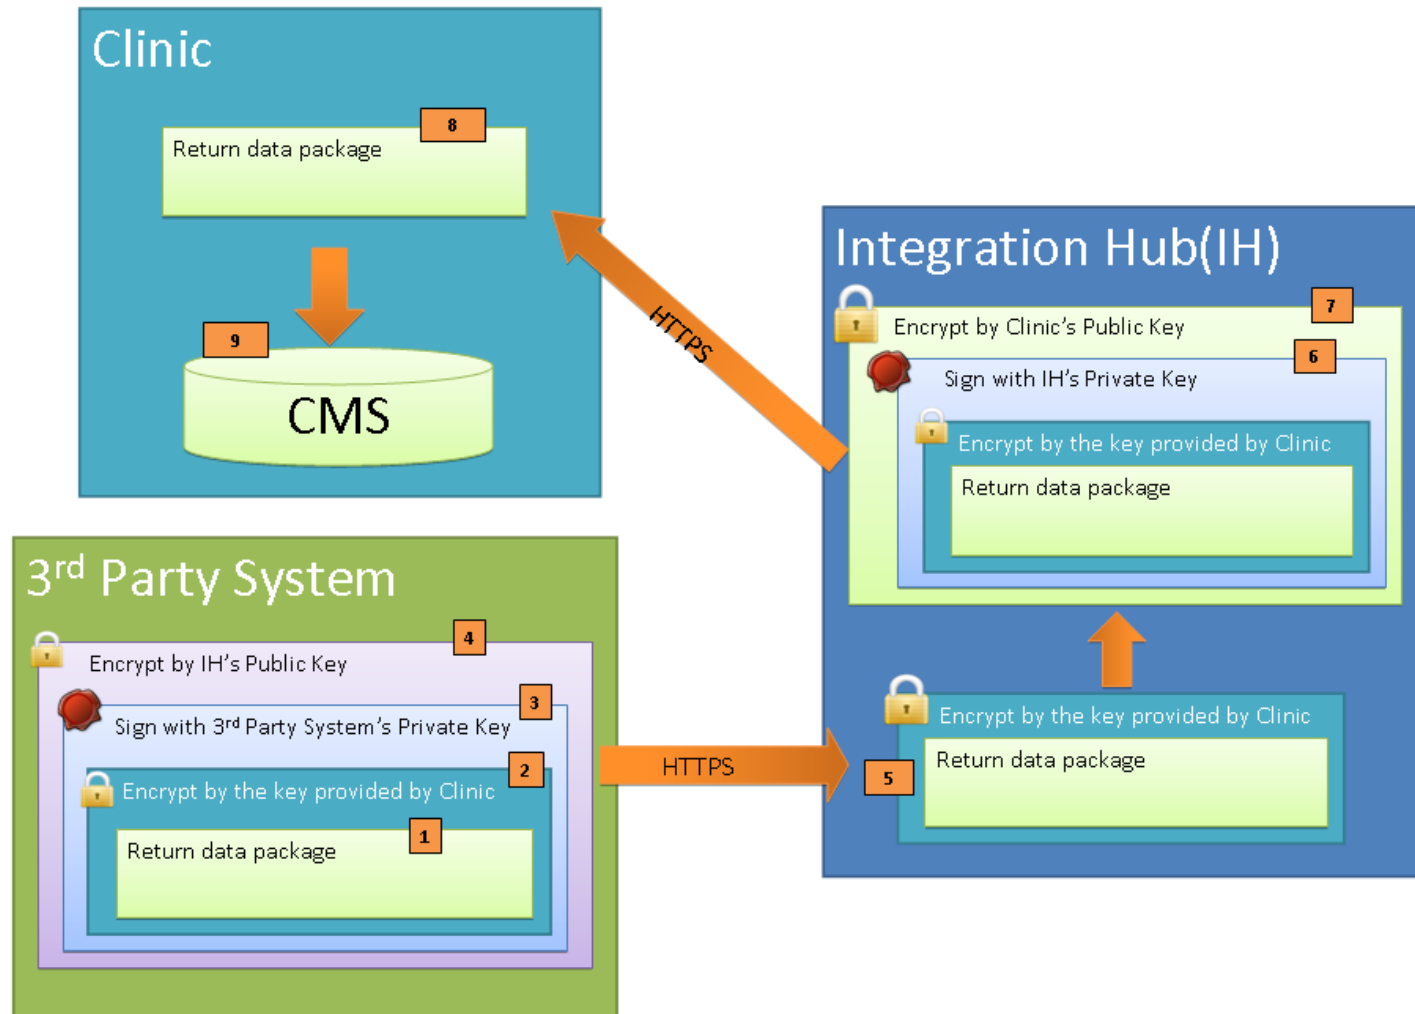 Clinic
8
Return data package
9
CMS
HTTPS
Integration Hub(IH)
7
Encrypt by Clinic's Public Key
6
Sign with IH's Private Key
Encrypt by the key provided by Clinic
Return data package
3rd Party System
4
Encrypt by IH's Public Key
3
Sign with 3rd Party System's Private Key
2
Encrypt by the key provided by Clinic
1
Return data package
HTTPS
Encrypt by the key provided by Clinic
5
Return data package